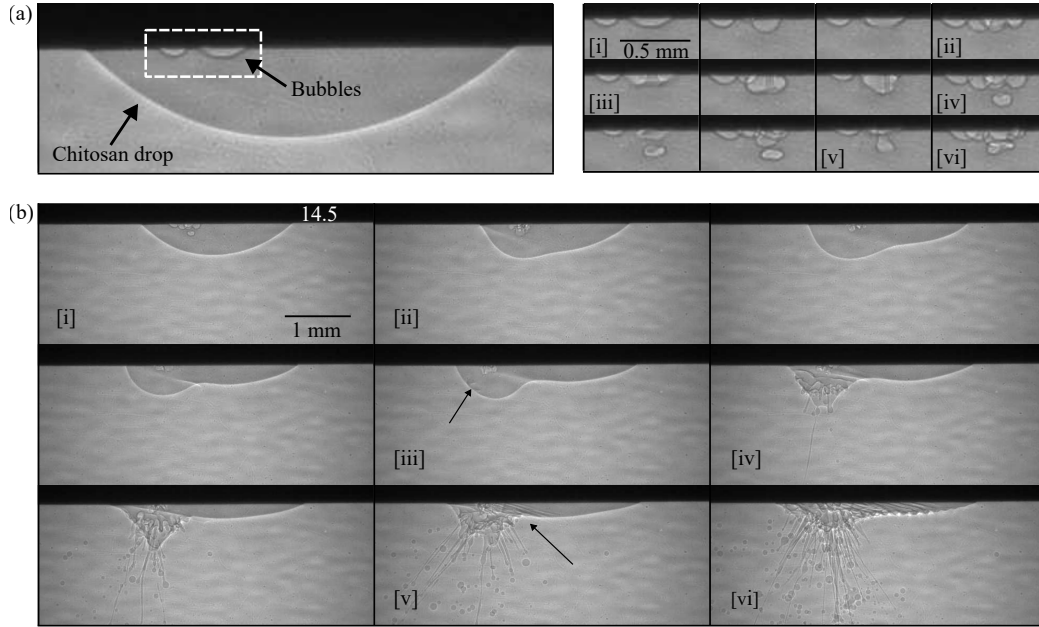 (a)
Bubbles
Chitosan drop
[i]
0.5 mm
[ii]
[iii]
[iv]
[v]
[vi]
(b)
14.5
[i]
1 mm
[ii]
[iii]
[iv]
[v]
[vi]